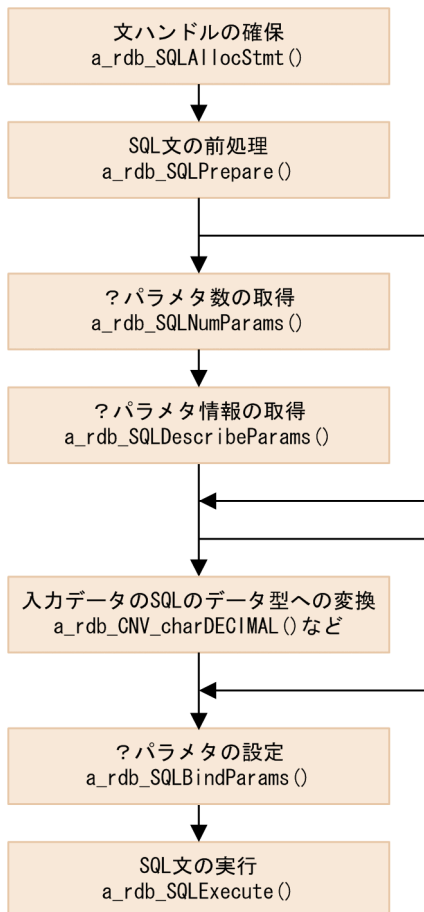 文ハンドルの確保
a_rdb_SQLAllocStmt()
SQL文の前処理
a_rdb_SQLPrepare()
？パラメタ数の取得
a_rdb_SQLNumParams()
？パラメタ情報の取得
a_rdb_SQLDescribeParams()
入力データのSQLのデータ型への変換
a_rdb_CNV_charDECIMAL()など
？パラメタの設定
a_rdb_SQLBindParams()
SQL文の実行
a_rdb_SQLExecute()